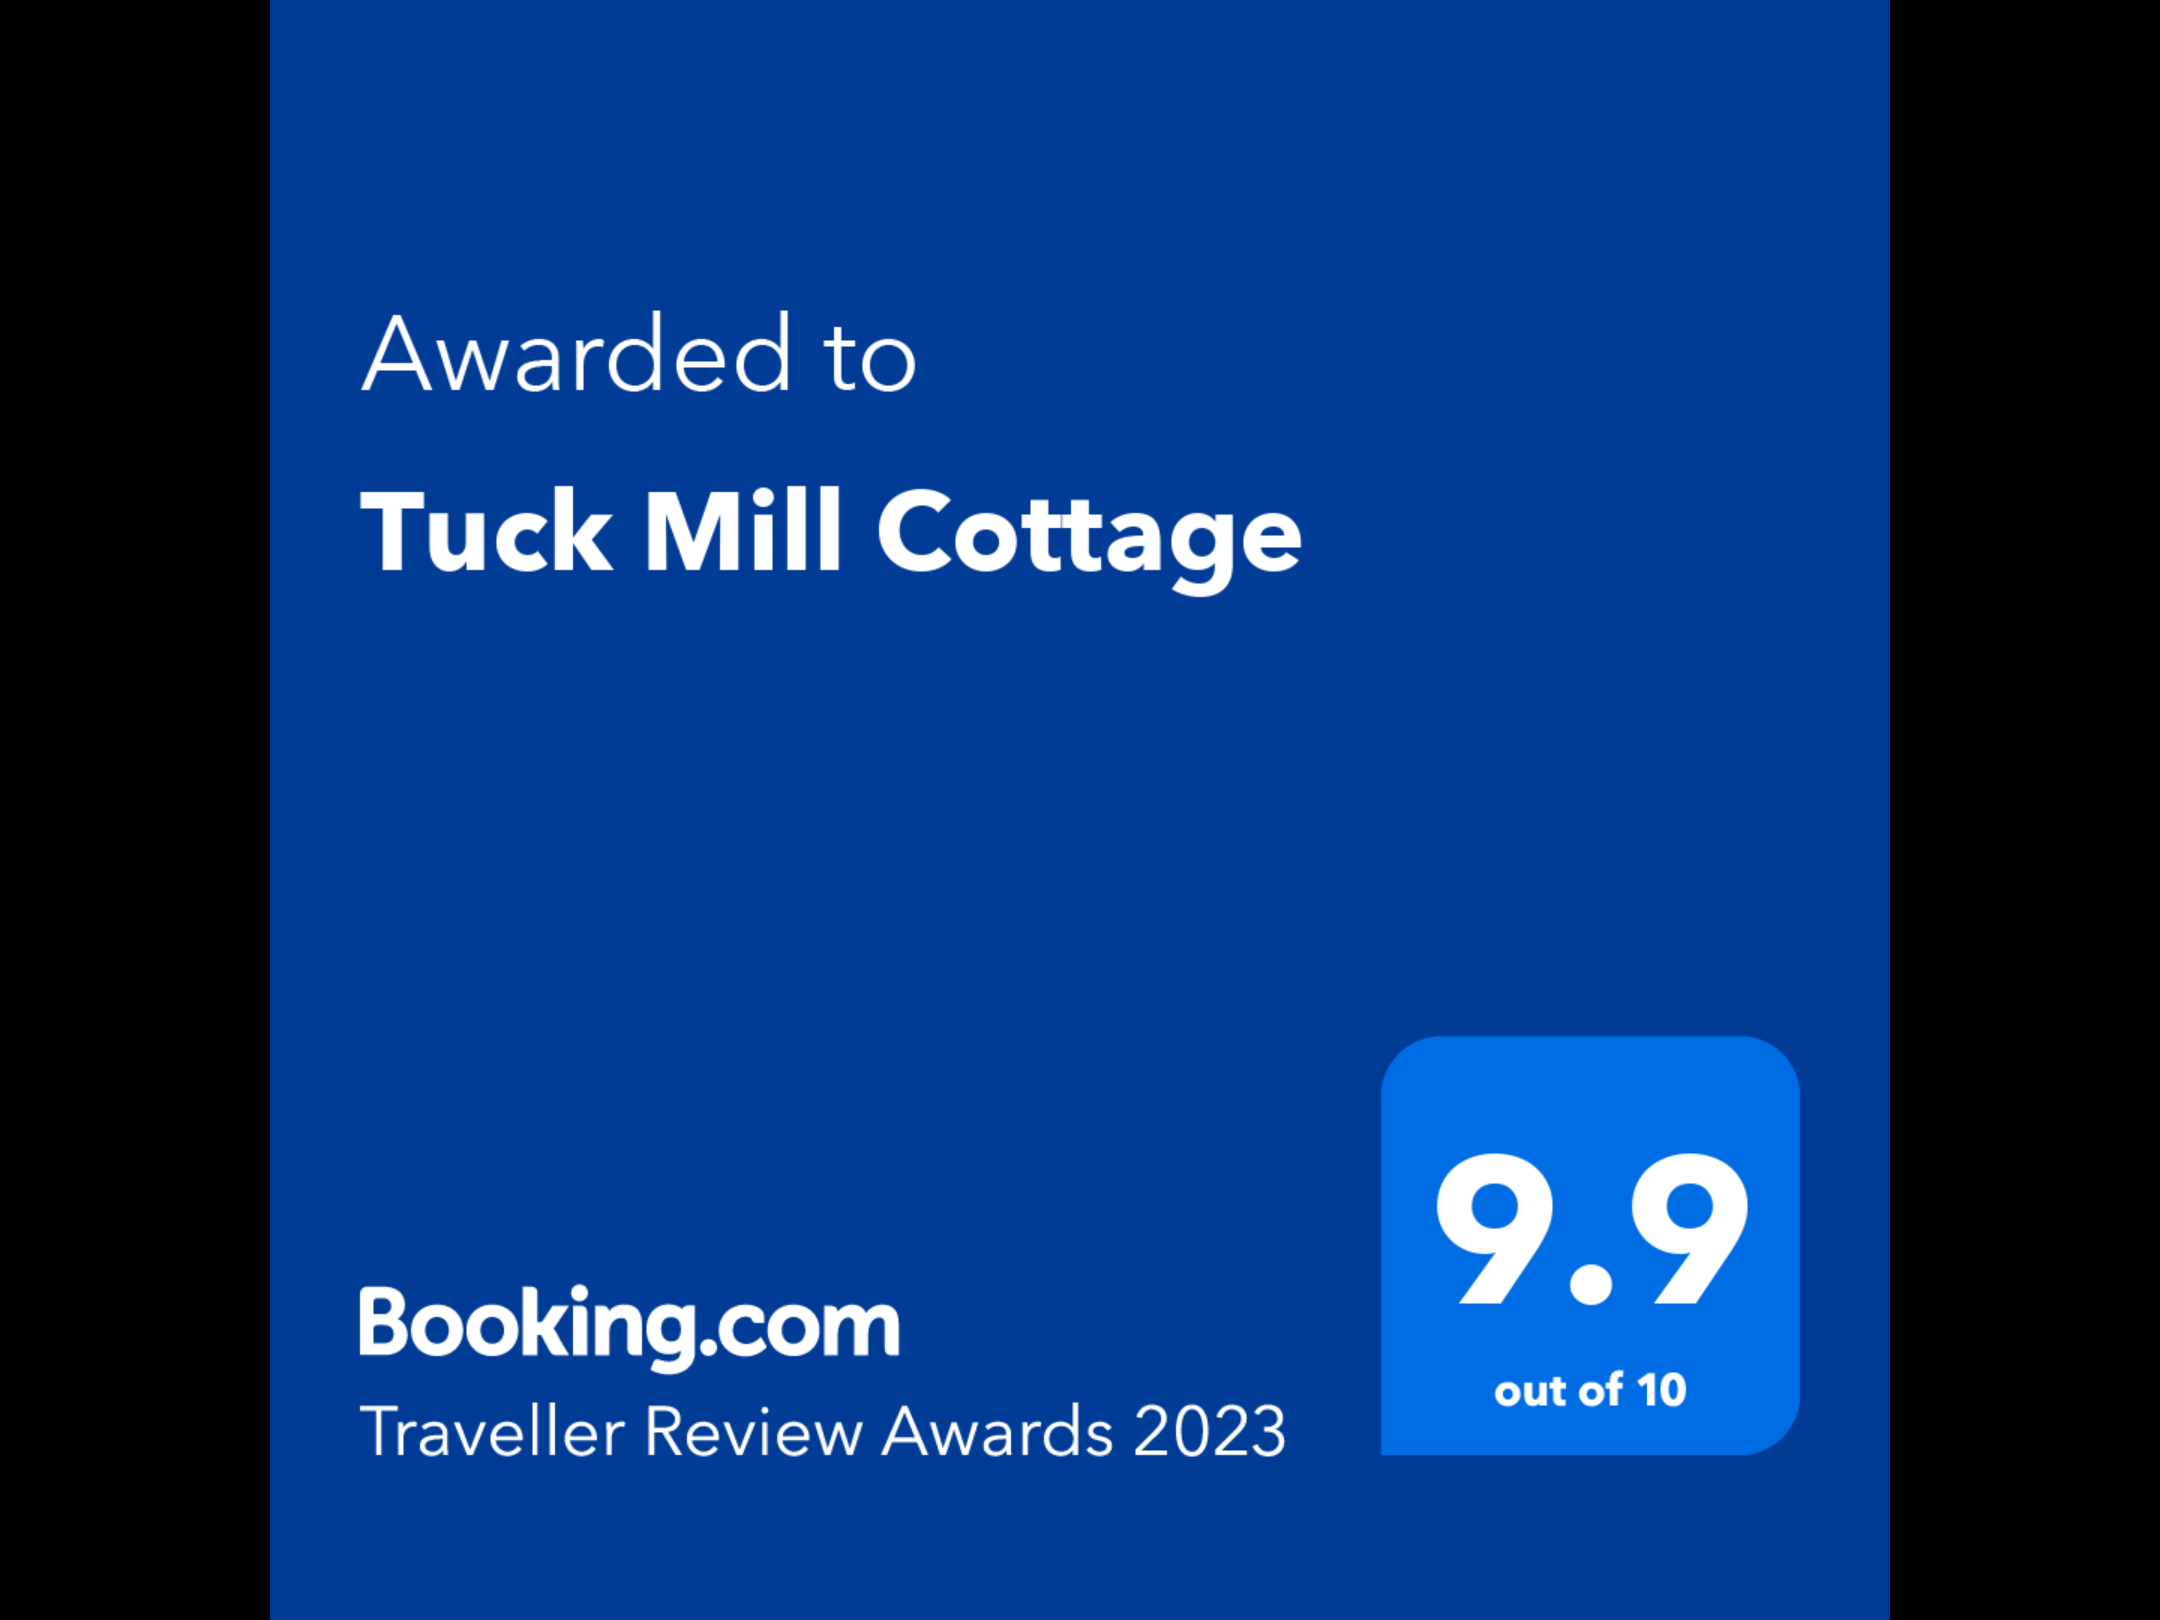 Awarded to
Tuck Mill Cottage
9.9
out of 10
Booking.com
Traveller Review Awards 2023